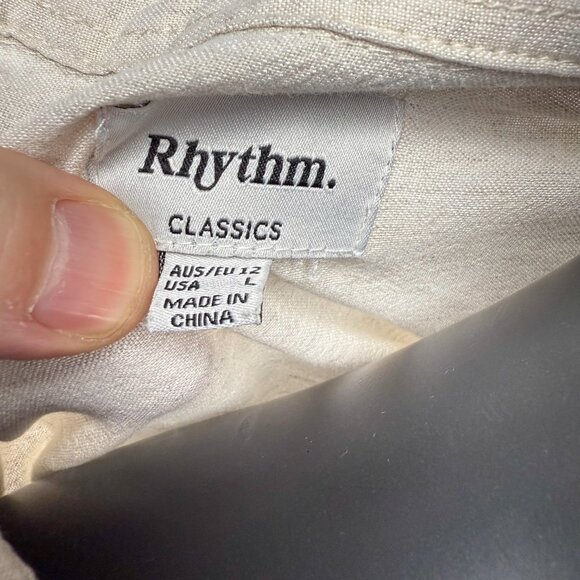 Rhythm.
CLASSICS
AUS/EU 12
USA L
MADE IN
CHINA